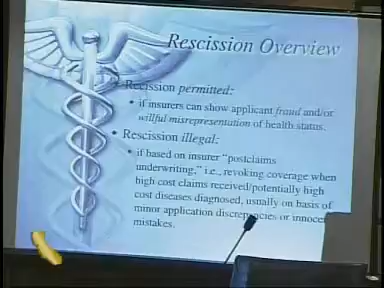 Rescission Overview
• Recission permitted:
• if insurers can show applicant fraud and/or
willful misrepresentation of health status.
• Rescission illegal:
• if based on insurer "postclaims
underwriting," i.e., revoking coverage when
high cost claims received/potentially high
cost diseases diagnosed, usually on basis of
minor application discrepencies or innocent
mistakes.